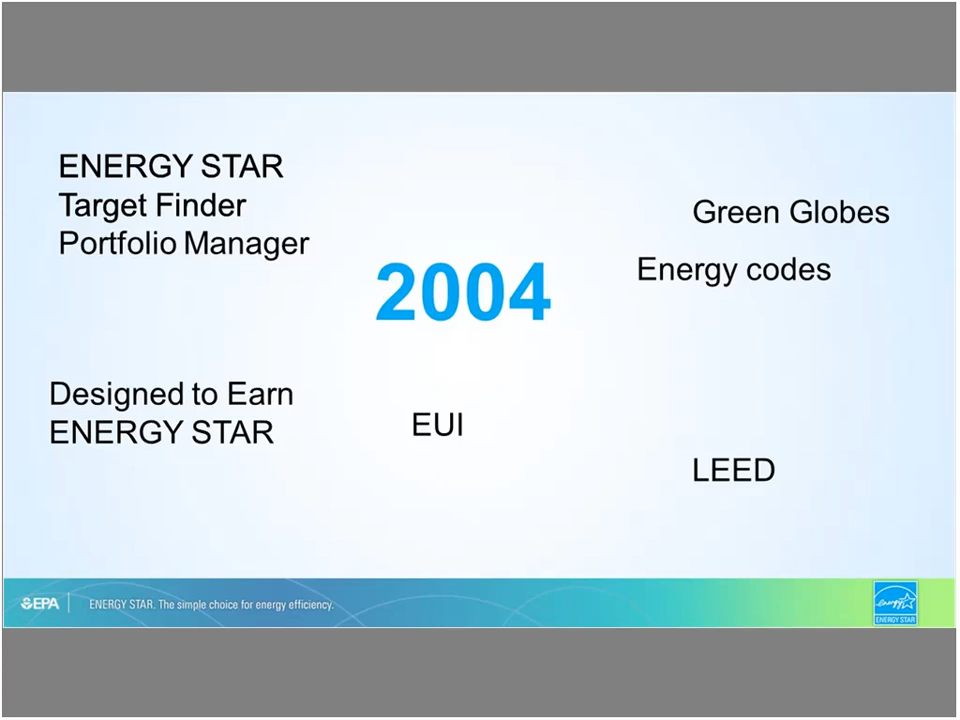 ENERGY STAR
Target Finder
Portfolio Manager
Green Globes
Energy codes
2004
Designed to Earn
ENERGY STAR
EUI
LEED
EPA
ENERGY STAR. The simple choice for energy efficiency.
energy
ENERGY STAR